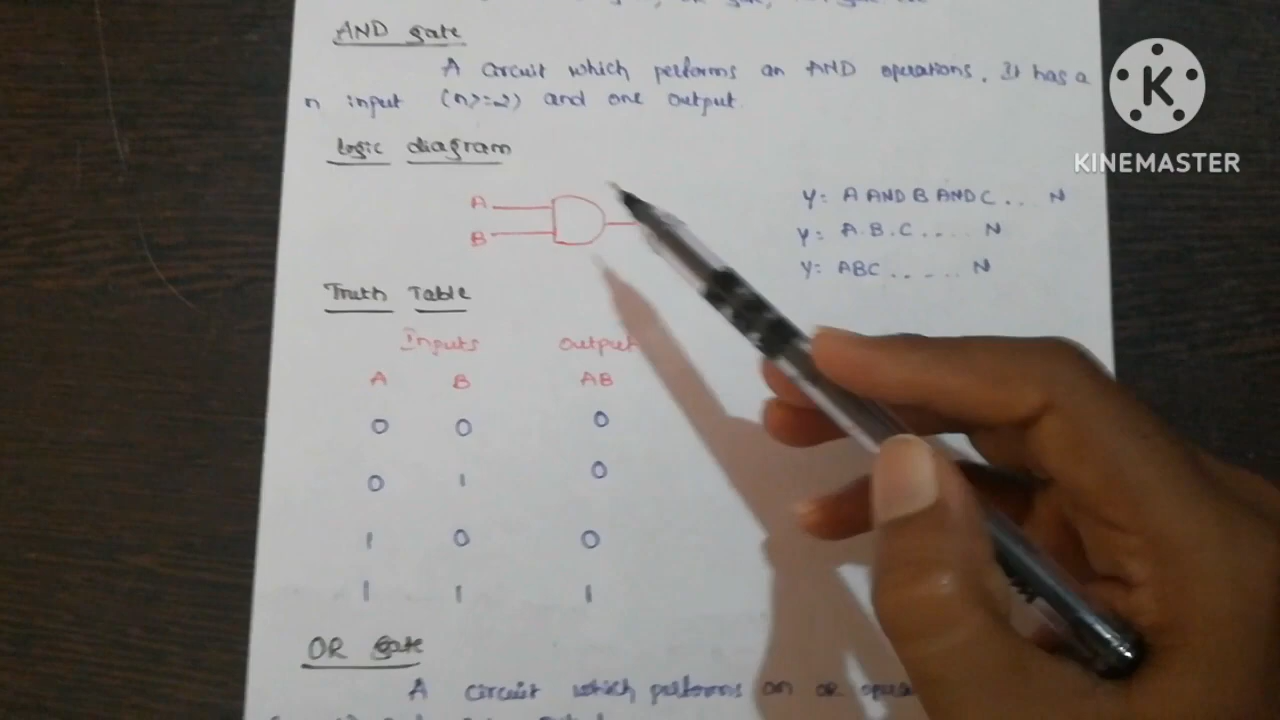 AND gate
A circuit which performs an AND operations. It has a
n input (n>=2) and one output.
Logic diagram
A
B
Y= A AND B AND C .. N
Y= A.B.C .... N
Y= ABC ..... N
Truth Table
Inputs Output
A B AB
0 0 0
0 1 0
1 0 0
1 1 1
OR gate
A circuit which performs an OR
K
KINEMASTER